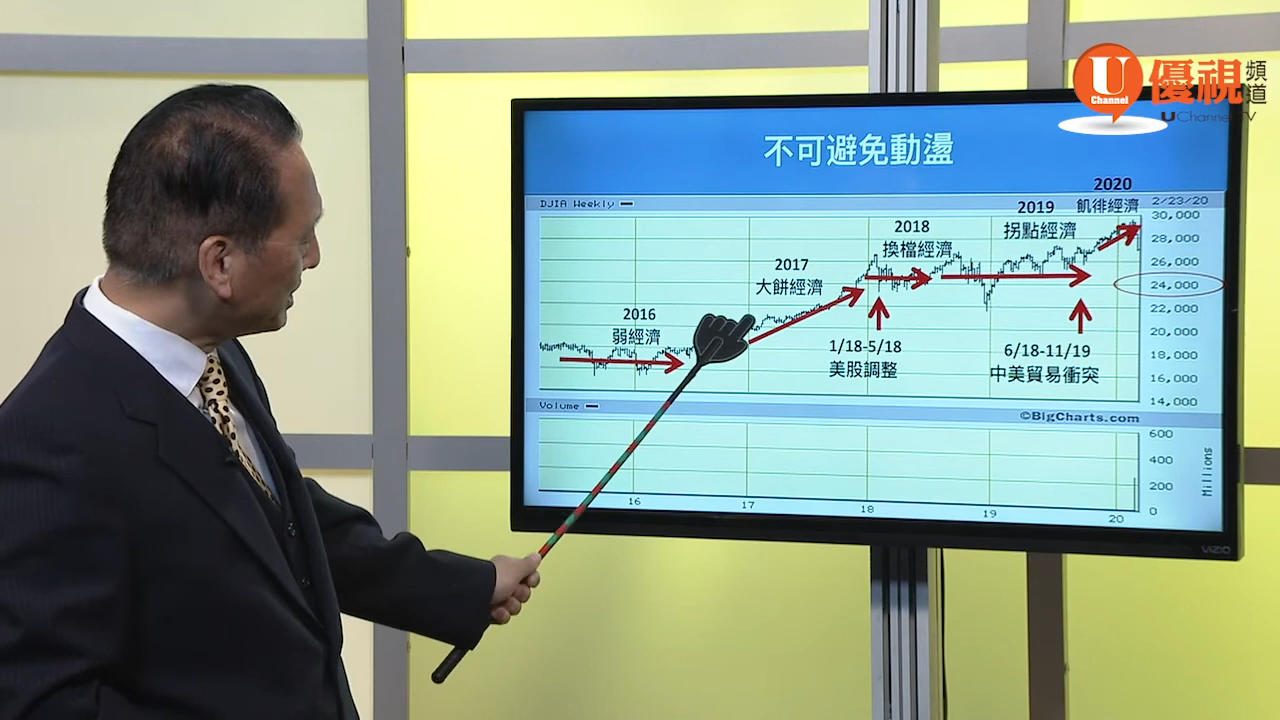 U
Channel
優視
頻道
UChannel TV
不可避免動盪
DJIA Weekly
2/23/20
2020
飢徘經濟
2019
拐點經濟
2018
換檔經濟
2017
大餅經濟
2016
弱經濟
30,000
28,000
26,000
24,000
22,000
20,000
18,000
16,000
14,000
1/18-5/18
美股調整
6/18-11/19
中美貿易衝突
©BigCharts.com
Volume
600
400
200
0
Millions
16
17
18
19
20
VIZIO